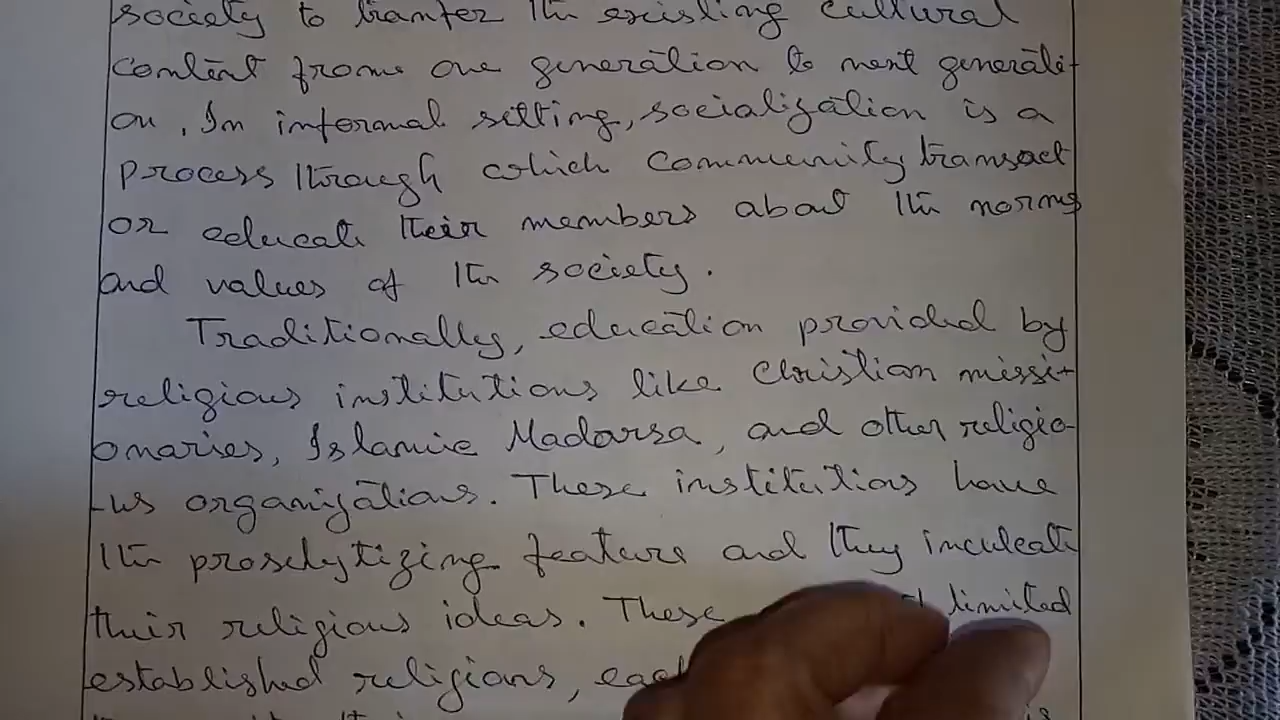 society to tranfer the existing cultural
content frome one generation to next generati-
on. In informal setting, socialization is a
process through which community transact
or educate their members about the norms
and values of the society.
Traditionally, education provided by
religious institutions like Christian missi-
onaries, Islamic Madarsa, and other religio-
-us organizations. These institutions have
the proselytizing feature and they inculcate
their religious ideas. These limited
established religions,